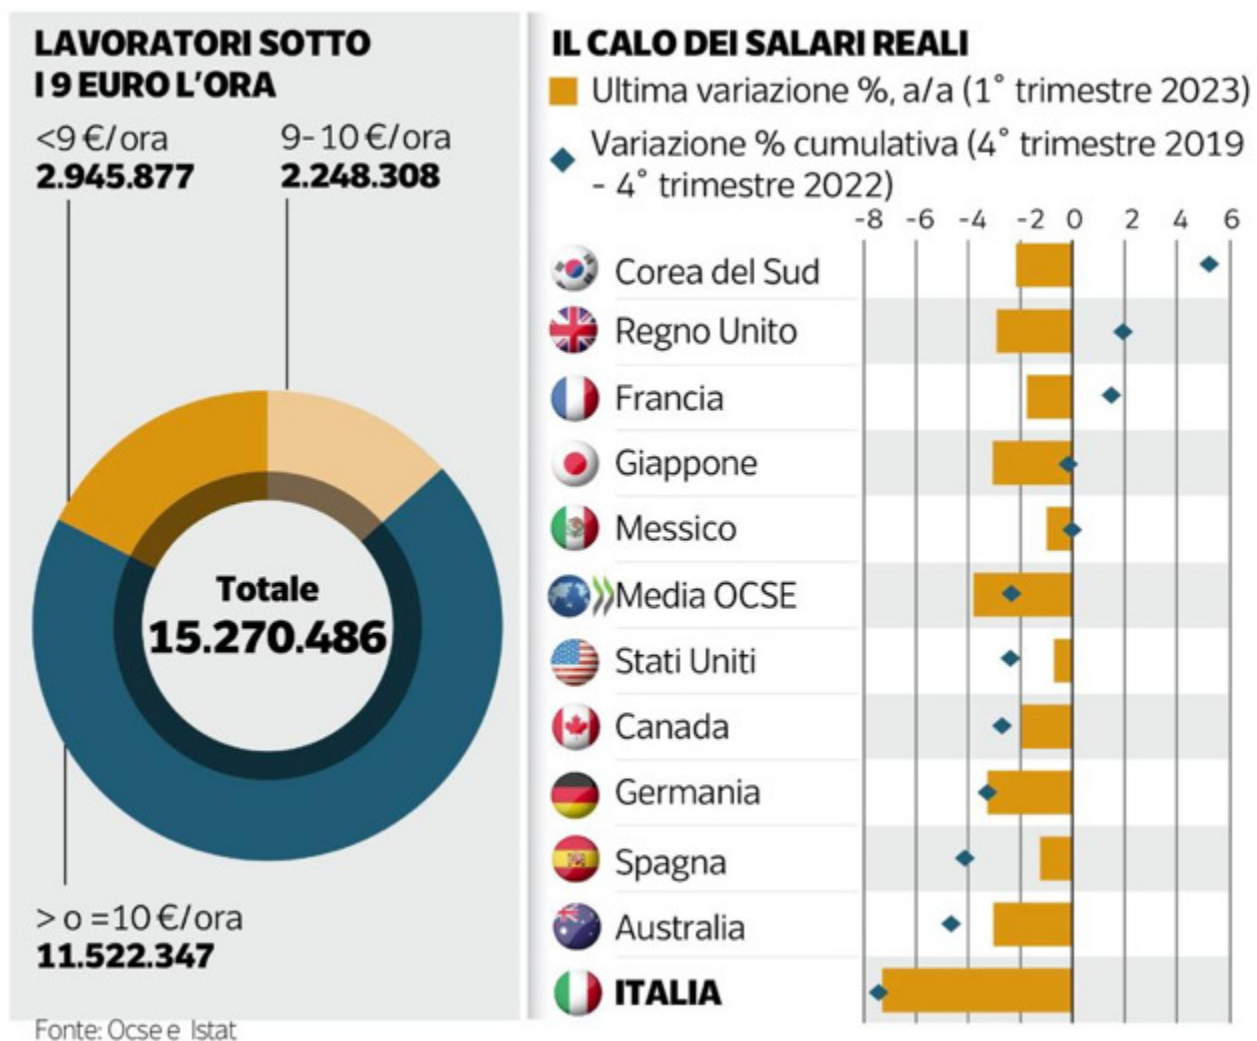 LAVORATORI SOTTO
I 9 EURO L'ORA
<9 €/ora
2.945.877
9-10 €/ora
2.248.308
Totale
15.270.486
> o =10 €/ora
11.522.347
Fonte: Ocse e Istat
IL CALO DEI SALARI REALI
Ultima variazione %, a/a (1° trimestre 2023)
Variazione % cumulativa (4° trimestre 2019
- 4° trimestre 2022)
-8 -6 -4 -2 0 2 4 6
Corea del Sud
Regno Unito
Francia
Giappone
Messico
Media OCSE
Stati Uniti
Canada
Germania
Spagna
Australia
ITALIA